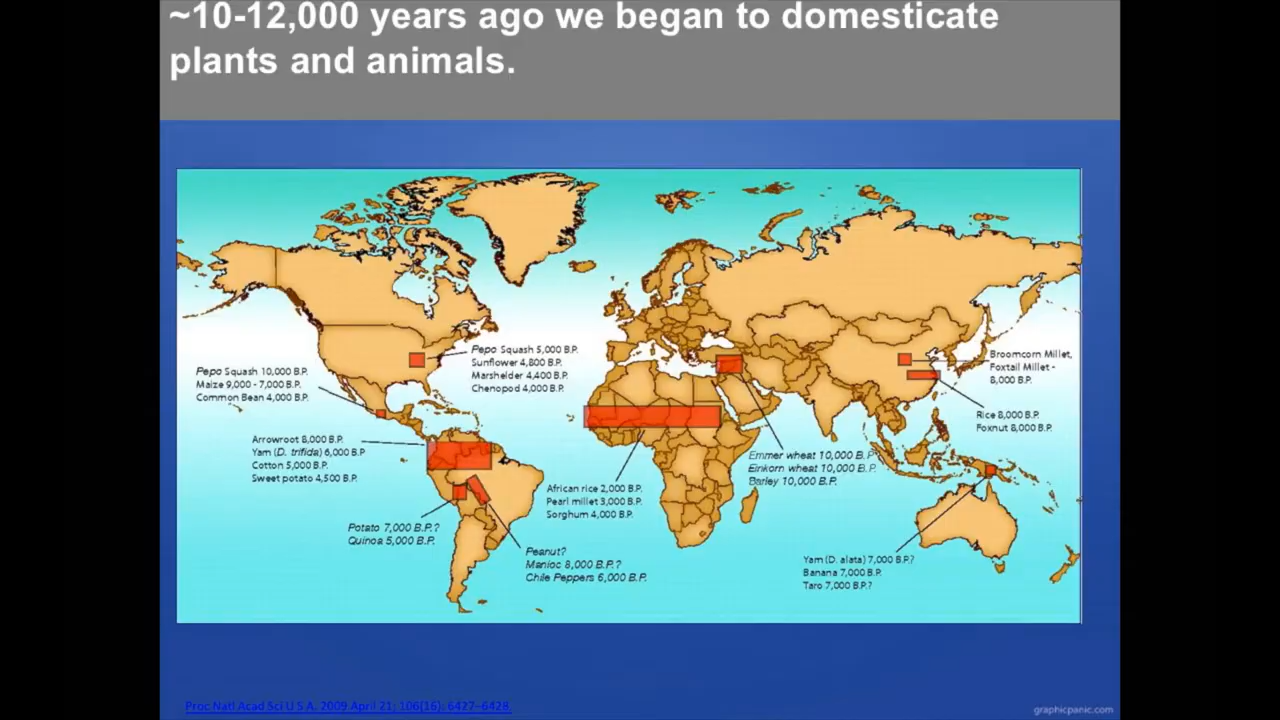 ~10-12,000 years ago we began to domesticate
plants and animals.
Pepo Squash 5,000 B.P.
Sunflower 4,800 B.P.
Marshelder 4,400 B.P.
Chenopod 4,000 B.P.
Pepo Squash 10,000 B.P.
Maize 9,000 - 7,000 B.P.
Common Bean 4,000 B.P.
Broomcorn Millet,
Foxtail Millet -
8,000 B.P.
Rice 8,000 B.P.
Foxnut 8,000 B.P.
Arrowroot 8,000 B.P.
Yam (D. trifida) 6,000 B.P
Cotton 5,000 B.P.
Sweet potato 4,500 B.P.
Emmer wheat 10,000 B.P.
Einkorn wheat 10,000 B.P.
Barley 10,000 B.P.
African rice 2,000 B.P.
Pearl millet 3,000 B.P.
Sorghum 4,000 B.P.
Potato 7,000 B.P.?
Quinoa 5,000 B.P.
Peanut?
Manioc 8,000 B.P.?
Chile Peppers 6,000 B.P.
Yam (D. alata) 7,000 B.P.?
Banana 7,000 B.P.
Taro 7,000 B.P.?
Proc Natl Acad Sci U S A. 2009 April 21; 106(16): 6427–6428.
graphicpanic.com